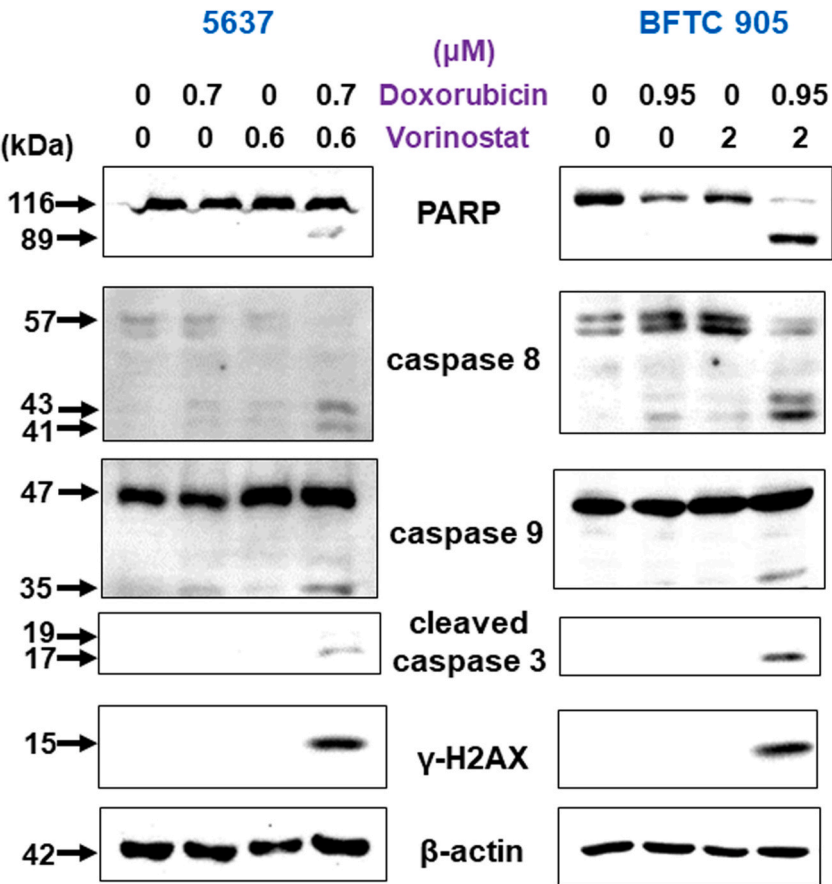 5637 BFTC 905
(μM)
0 0.7 0 0.7 Doxorubicin 0 0.95 0 0.95
(kDa) 0 0 0.6 0.6 Vorinostat 0 0 2 2
116 PARP
89
57
caspase 8
43
41
47
caspase 9
35
cleaved
19
caspase 3
17
15 γ-H2AX
42 β-actin